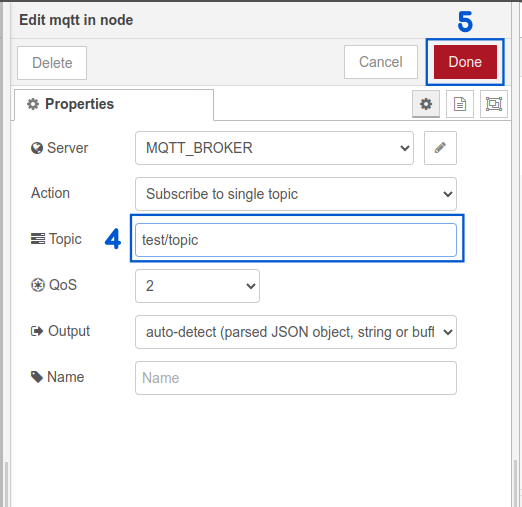 Edit mqtt in node
5
Delete
Cancel
Done
Properties
Server
MQTT_BROKER
Action
Subscribe to single topic
Topic
4
test/topic
QoS
2
Output
auto-detect (parsed JSON object, string or buff
Name
Name